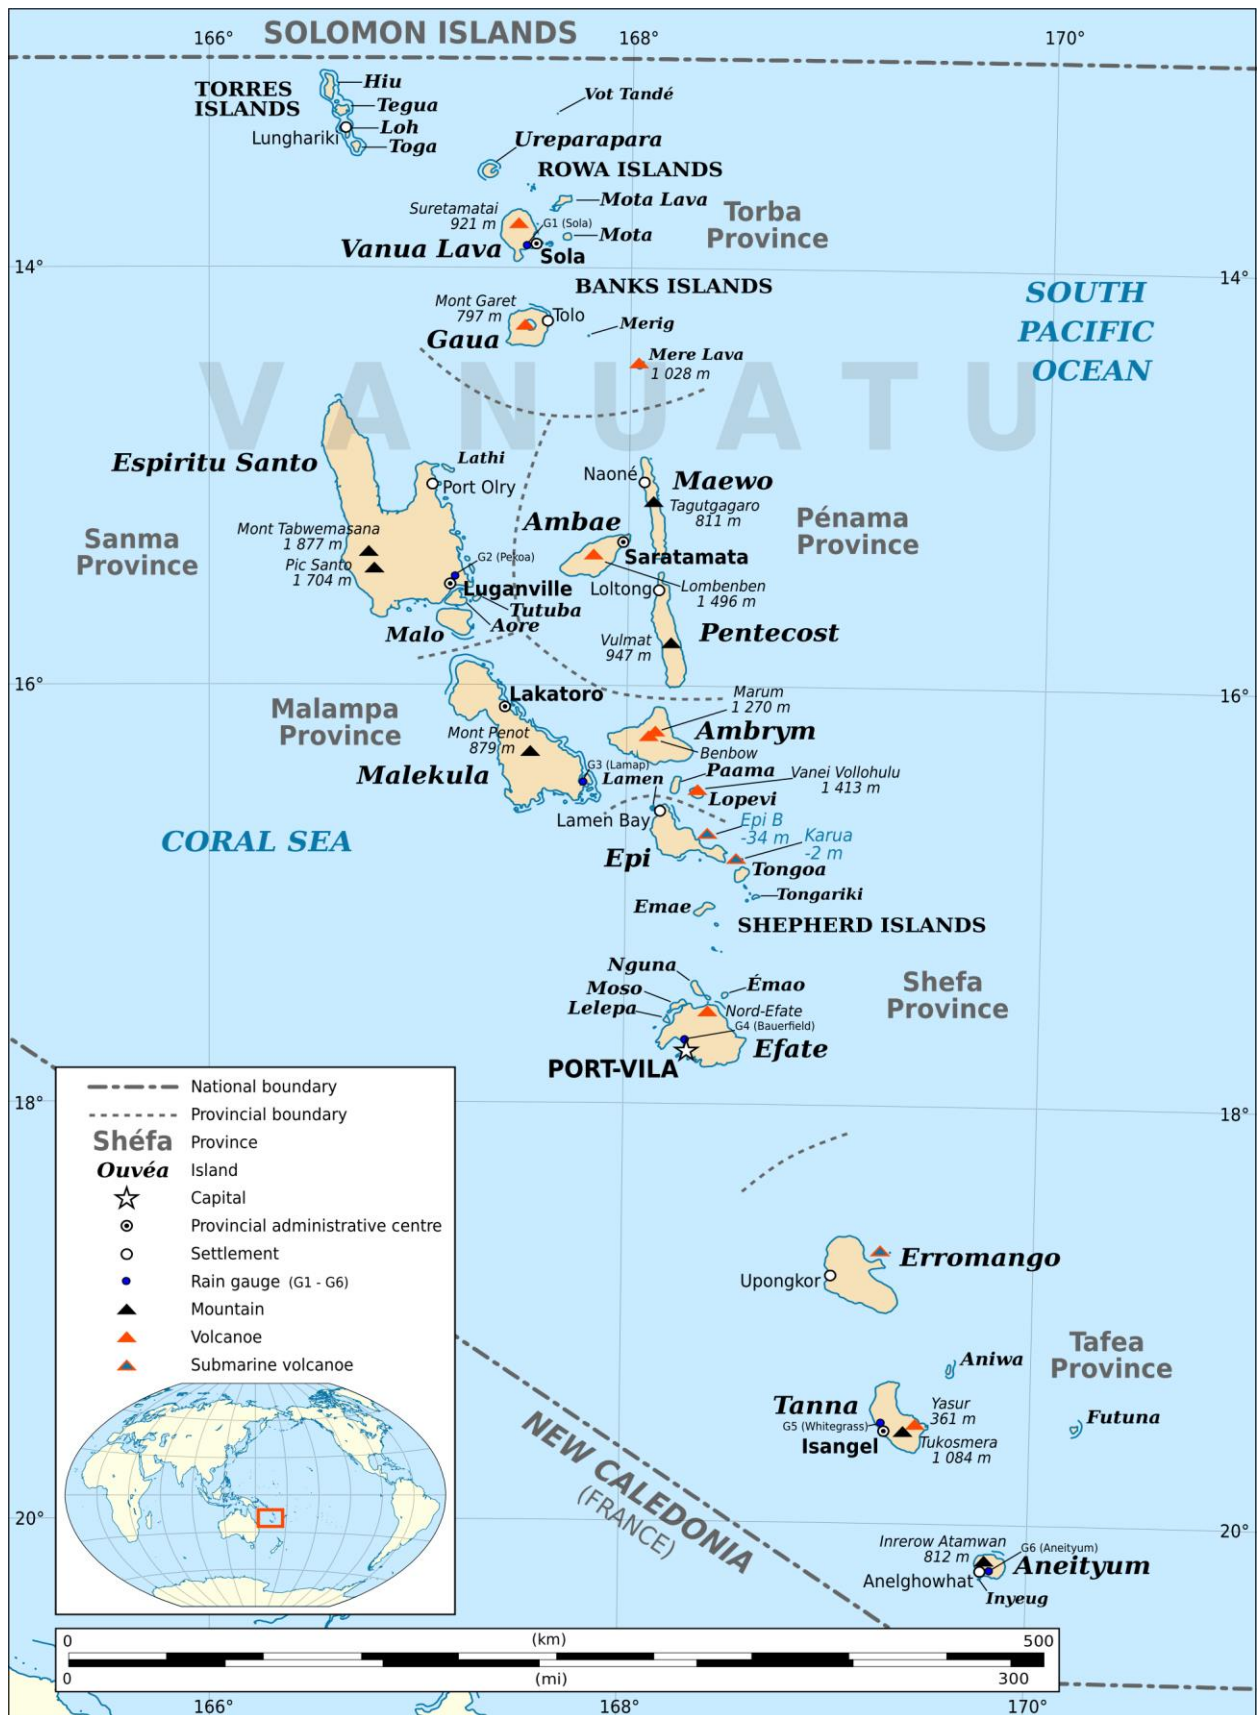 SOLOMON ISLANDS
166°
168°
170°
TORRES
ISLANDS
Hiu
Tegua
Loh
Toga
Lungharíki
Vot Tandé
Ureparapara
ROWA ISLANDS
Mota Lava
Suretamatai
921 m
G1 (Sola)
Mota
Vanua Lava
Sola
Torba
Province
14°
14°
BANKS ISLANDS
SOUTH
PACIFIC
OCEAN
Mont Garet
797 m
Tolo
Gaua
Merig
Mere Lava
1 028 m
VANUATU
Espiritu Santo
Lathi
Port Olry
Naoné
Maewo
Tagutgagaro
811 m
Ambae
Saratamata
Pénama
Province
Sanma
Province
Mont Tabwemasana
1 877 m
Pic Santo
1 704 m
G2 (Pekoa)
Luganville
Tutuba
Aore
Malo
Loltong
Lombenben
1 496 m
Pentecost
Vulmat
947 m
16°
16°
Malampa
Province
Lakatoro
Mont Penot
879 m
Malekula
G3 (Lamap)
Marum
1 270 m
Ambrym
Benbow
Paama
Lamen
Vanei Vollohulu
1 413 m
Lopevi
Lamen Bay
Epi B
-34 m
Karua
-2 m
Epi
Tongoa
Tongariki
CORAL SEA
Emae
SHEPHERD ISLANDS
Nguna
Moso
Lelepa
Émao
Nord-Efate
G4 (Bauerfield)
Efate
PORT-VILA
Shefa
Province
18°
18°
National boundary
Provincial boundary
Shéfa Province
Ouvéa Island
Capital
Provincial administrative centre
Settlement
Rain gauge (G1 - G6)
Mountain
Volcanoe
Submarine volcanoe
Erromango
Upongkor
Aniwa
Tafea
Province
Tanna
G5 (Whitegrass)
Isangel
Yasur
361 m
Tukosmera
1 084 m
Futuna
NEW CALEDONIA
(FRANCE)
20°
20°
Inrerow Atamwan
812 m
G6 (Aneityum)
Aneityum
Anelghowhat
Inyeug
0 (km) 500
0 (mi) 300
166°
168°
170°